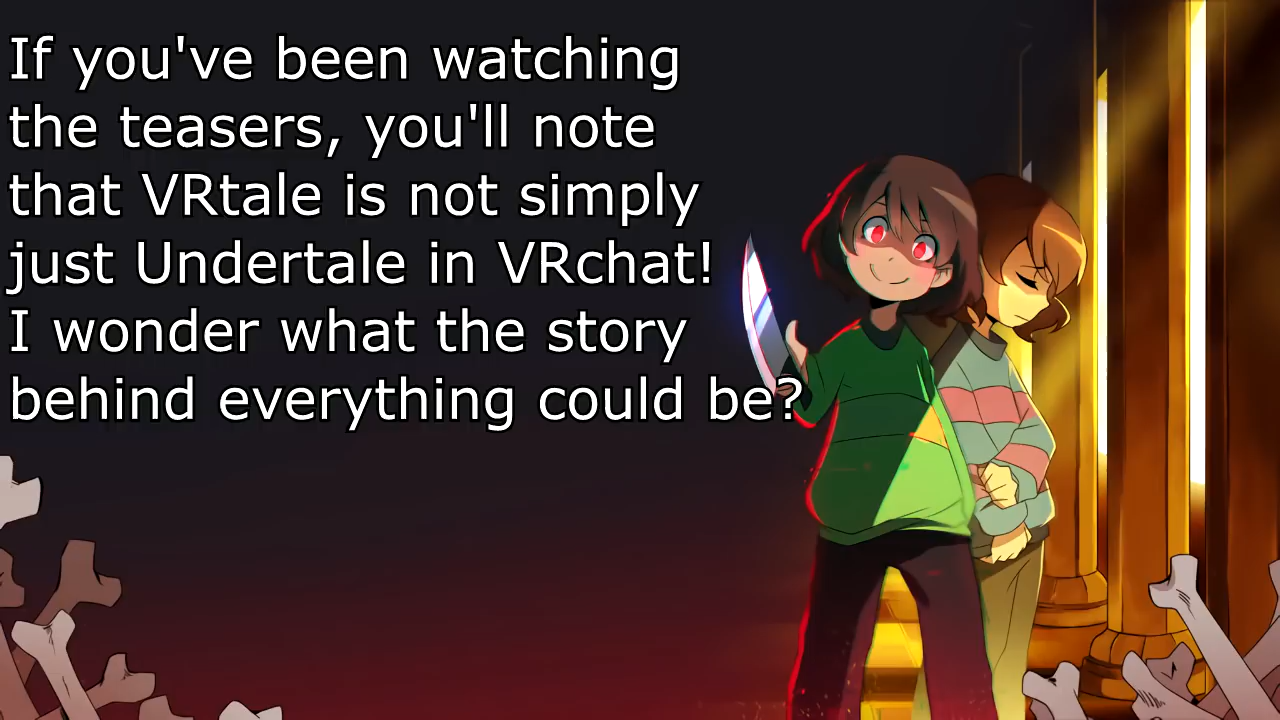 If you've been watching
the teasers, you'll note
that VRtale is not simply
just Undertale in VRchat!
I wonder what the story
behind everything could be?